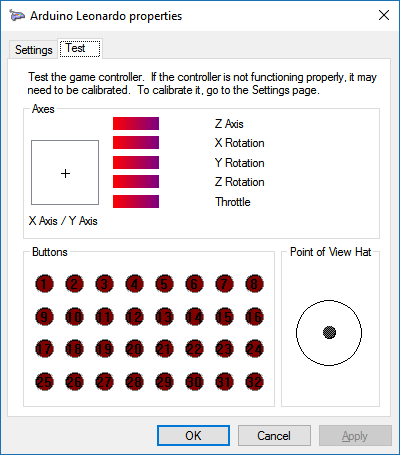 Arduino Leonardo properties
Settings Test
Test the game controller. If the controller is not functioning properly, it may
need to be calibrated. To calibrate it, go to the Settings page.
Axes
Z Axis
X Rotation
Y Rotation
Z Rotation
Throttle
X Axis / Y Axis
Buttons
1 2 3 4 5 6 7 8
9 10 11 12 13 14 15 16
17 18 19 20 21 22 23 24
25 26 27 28 29 30 31 32
Point of View Hat
OK Cancel Apply